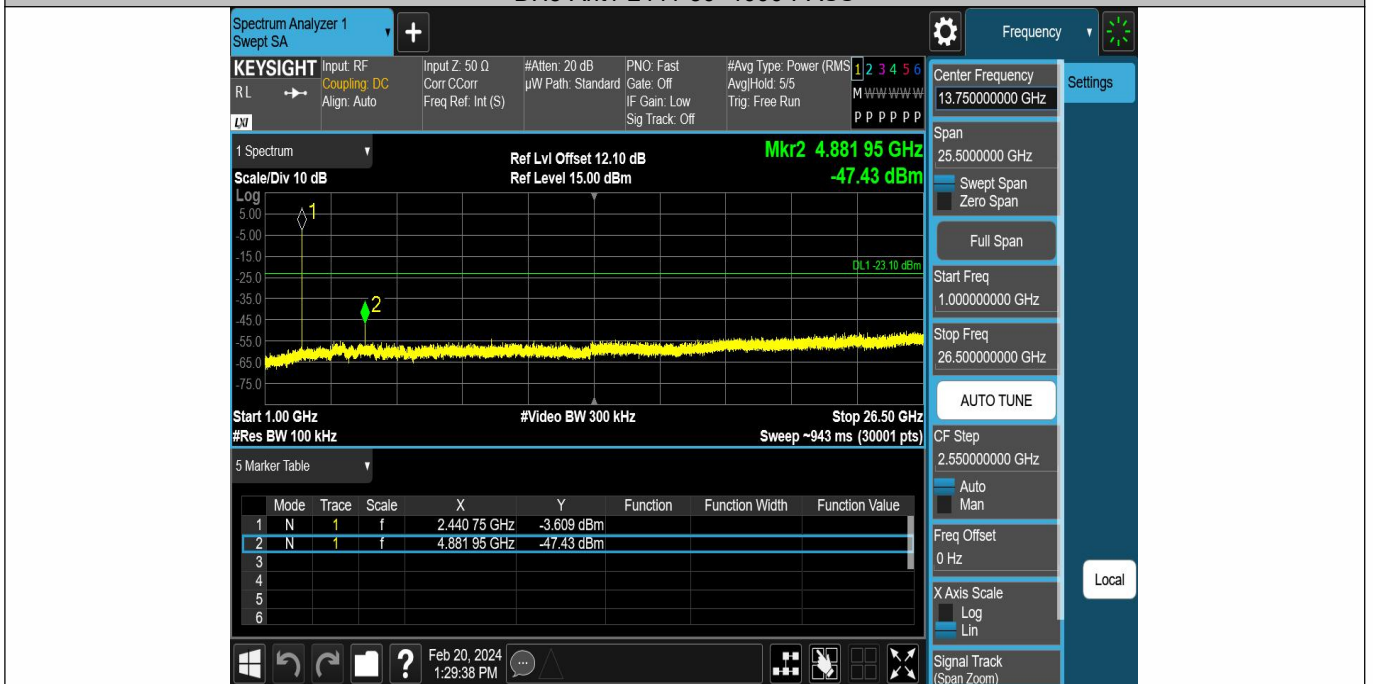 Spectrum Analyzer 1
Swept SA
+
Frequency
KEYSIGHT
RL
LXI
Input: RF
Coupling: DC
Align: Auto
Input Z: 50 Ω
Corr CCorr
Freq Ref: Int (S)
#Atten: 20 dB
µW Path: Standard
PNO: Fast
Gate: Off
IF Gain: Low
Sig Track: Off
#Avg Type: Power (RMS
Avg|Hold: 5/5
Trig: Free Run
1 2 3 4 5 6
M W W W W W
P P P P P P
1 Spectrum
Scale/Div 10 dB
Ref Lvl Offset 12.10 dB
Ref Level 15.00 dBm
Mkr2 4.881 95 GHz
-47.43 dBm
Log
5.00
-5.00
-15.0
-25.0
-35.0
-45.0
-55.0
-65.0
-75.0
1
2
DL1 -23.10 dBm
Start 1.00 GHz
#Video BW 300 kHz
Stop 26.50 GHz
#Res BW 100 kHz
Sweep ~943 ms (30001 pts)
5 Marker Table
Mode Trace Scale X Y Function Function Width Function Value
1 N 1 f 2.440 75 GHz -3.609 dBm
2 N 1 f 4.881 95 GHz -47.43 dBm
3
4
5
6
?
Feb 20, 2024
1:29:38 PM
Center Frequency
13.750000000 GHz
Settings
Span
25.5000000 GHz
Swept Span
Zero Span
Full Span
Start Freq
1.000000000 GHz
Stop Freq
26.500000000 GHz
AUTO TUNE
CF Step
2.550000000 GHz
Auto
Man
Freq Offset
0 Hz
X Axis Scale
Log
Lin
Local
Signal Track
(Span Zoom)